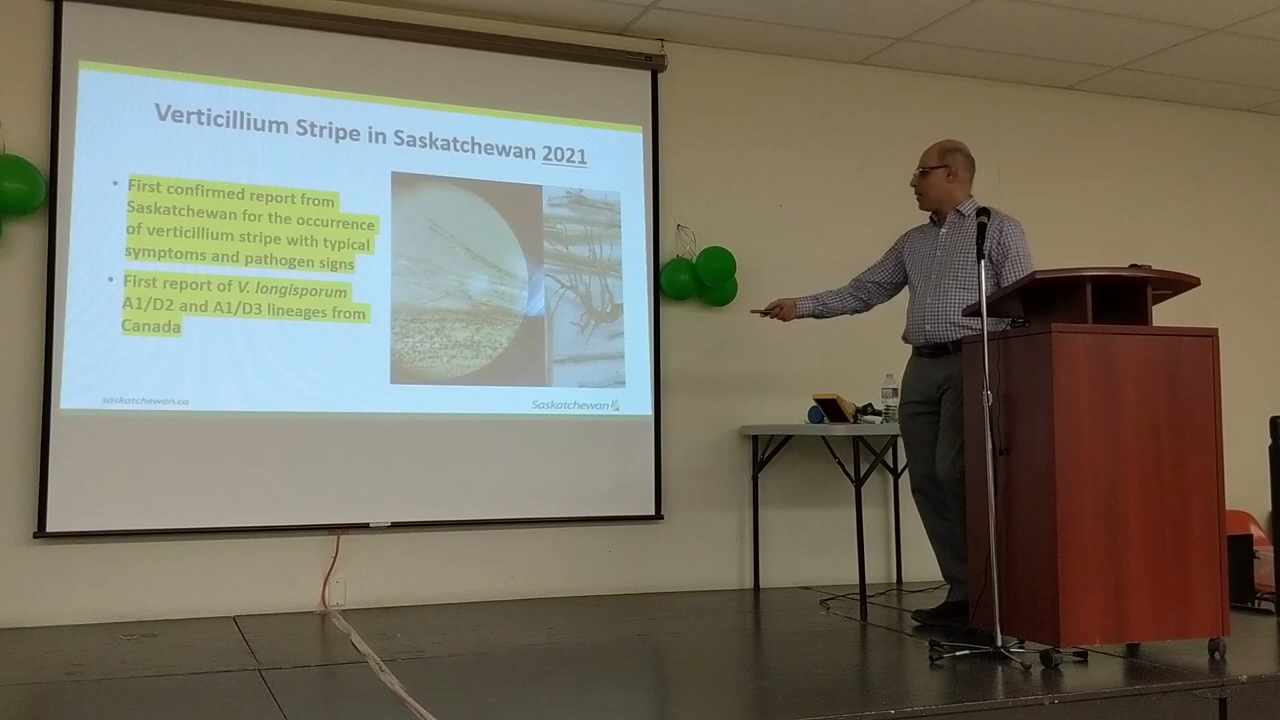 Verticillium Stripe in Saskatchewan 2021
• First confirmed report from
Saskatchewan for the occurrence
of verticillium stripe with typical
symptoms and pathogen signs
• First report of V. longisporum
A1/D2 and A1/D3 lineages from
Canada
saskatchewan.ca
Saskatchewan